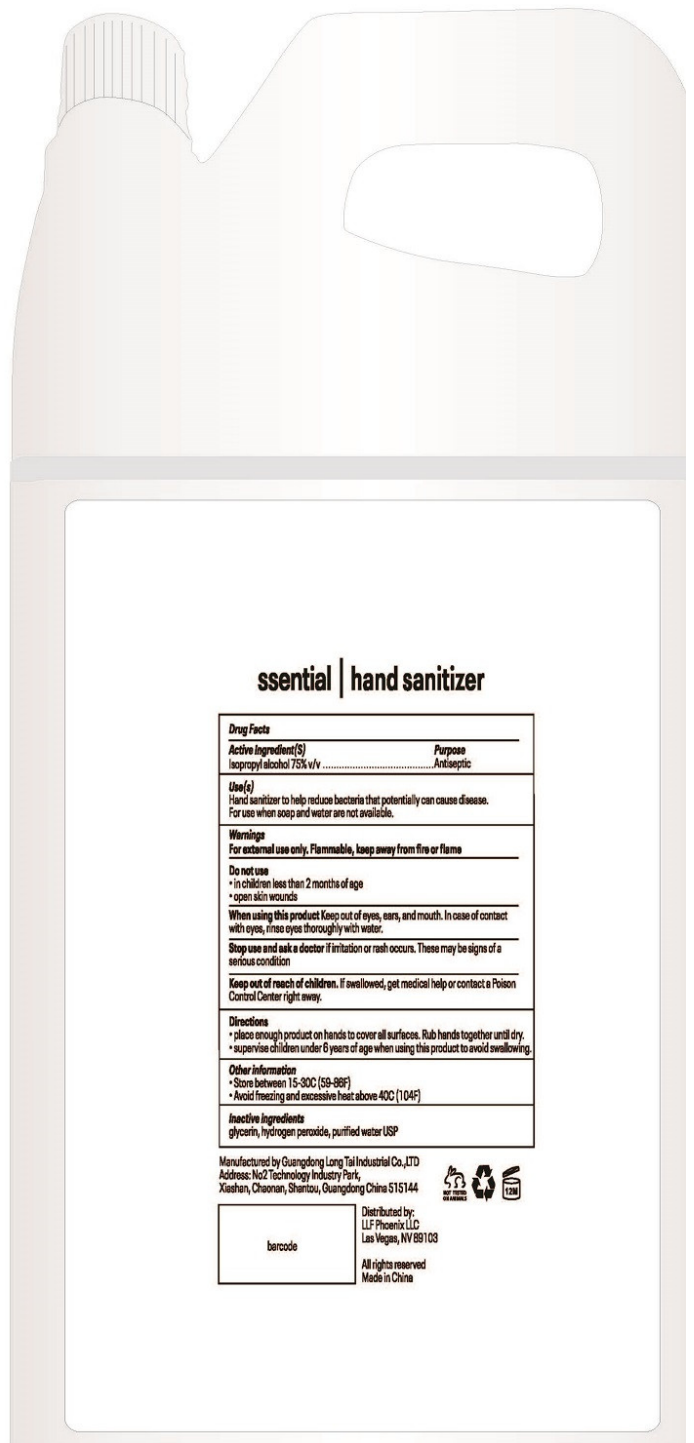 ssential | hand sanitizer
Drug Facts
Active Ingredient(S) Purpose
Isopropyl alcohol 75% v/v ........................................ Antiseptic
Use(s)
Hand sanitizer to help reduce bacteria that potentially can cause disease.
For use when soap and water are not available.
Warnings
For external use only. Flammable, keep away from fire or flame
Do not use
• in children less than 2 months of age
• open skin wounds
When using this product Keep out of eyes, ears, and mouth. In case of contact
with eyes, rinse eyes thoroughly with water.
Stop use and ask a doctor if irritation or rash occurs. These may be signs of a
serious condition
Keep out of reach of children. If swallowed, get medical help or contact a Poison
Control Center right away.
Directions
• place enough product on hands to cover all surfaces. Rub hands together until dry.
• supervise children under 6 years of age when using this product to avoid swallowing.
Other information
• Store between 15-30C (59-86F)
• Avoid freezing and excessive heat above 40C (104F)
Inactive ingredients
glycerin, hydrogen peroxide, purified water USP
Manufactured by Guangdong Long Tai Industrial Co.,LTD
Address: No2 Technology Industry Park,
Xiashan, Chaonan, Shantou, Guangdong China 515144
NOT TESTED
ON ANIMALS
12M
barcode
Distributed by:
LLF Phoenix LLC
Las Vegas, NV 89103
All rights reserved
Made in China